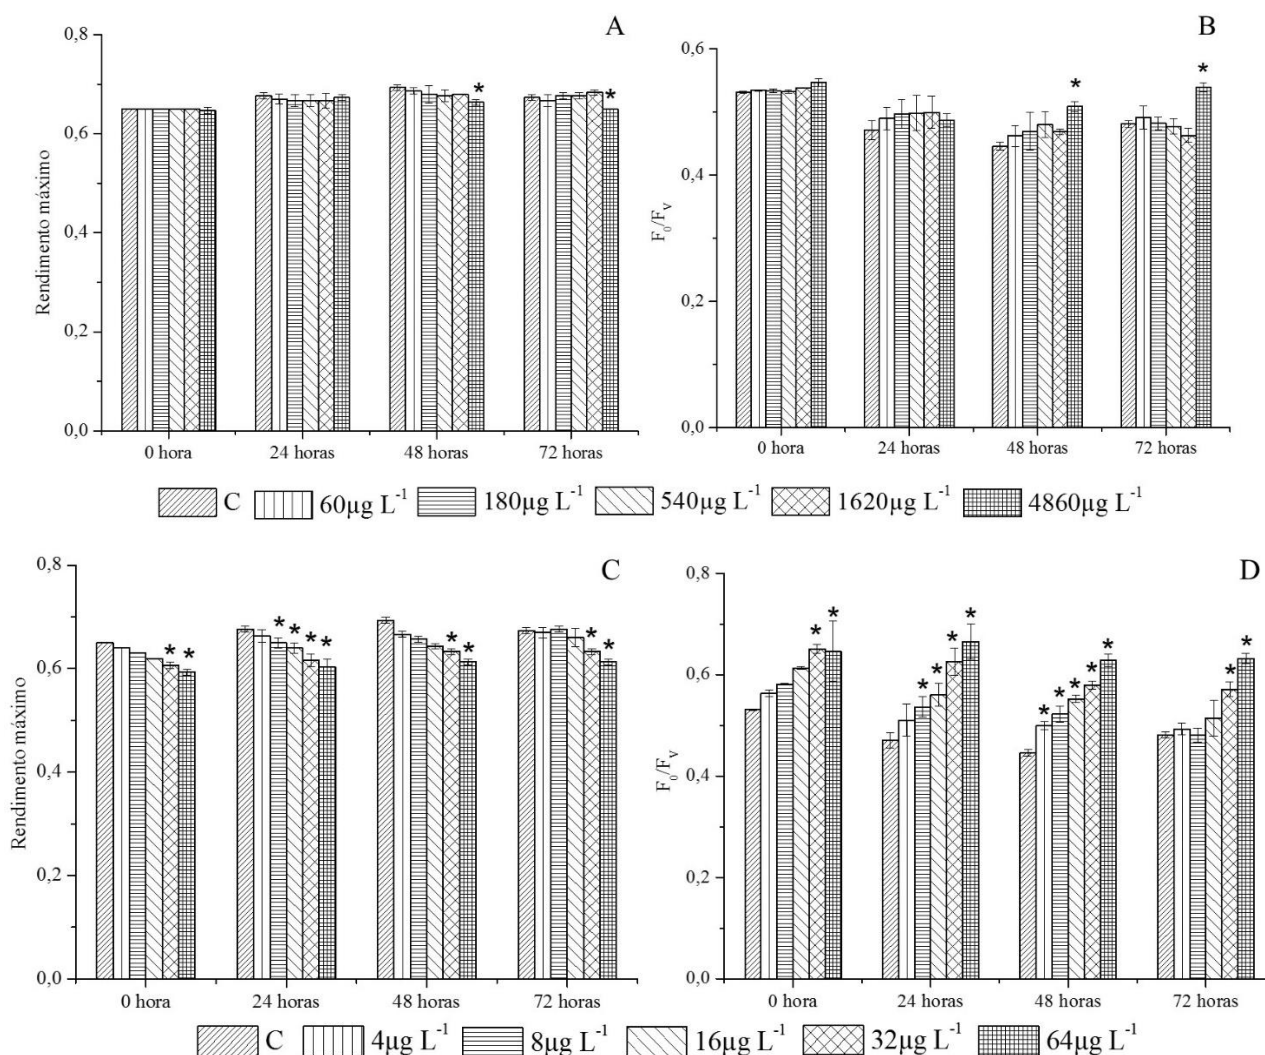 A
Rendimento máximo
0,8
0,6
0,4
0,2
0,0
0 hora
24 horas
48 horas
72 horas
*
*
B
F₀/Fᵥ
0,6
0,4
0,2
0,0
0 hora
24 horas
48 horas
72 horas
*
*
C 60µg L⁻¹ 180µg L⁻¹ 540µg L⁻¹ 1620µg L⁻¹ 4860µg L⁻¹
C
Rendimento máximo
0,8
0,6
0,4
0,2
0,0
0 hora
24 horas
48 horas
72 horas
* *
* * * *
* *
* *
D
F₀/Fᵥ
0,8
0,6
0,4
0,2
0,0
0 hora
24 horas
48 horas
72 horas
* *
* * * *
* * * * *
* *
C 4µg L⁻¹ 8µg L⁻¹ 16µg L⁻¹ 32µg L⁻¹ 64µg L⁻¹